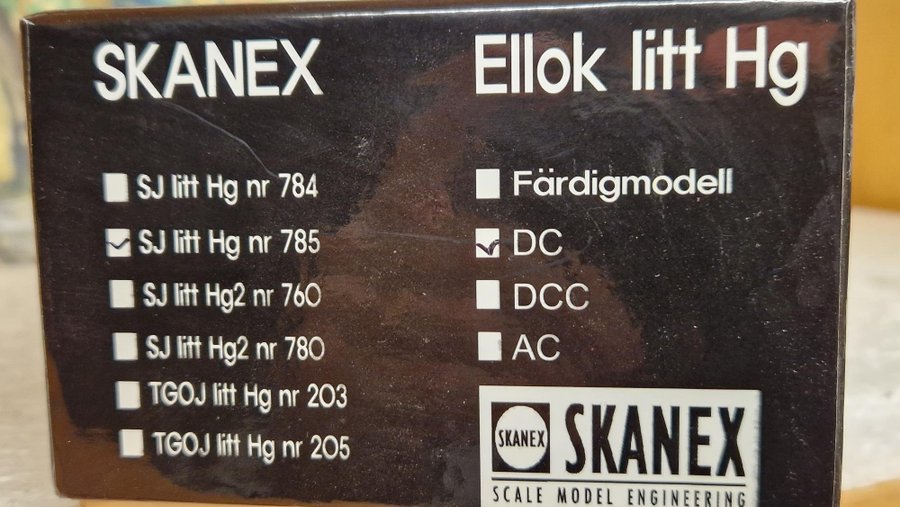 SKANEX
SJ litt Hg nr 784
SJ litt Hg nr 785
SJ litt Hg2 nr 760
SJ litt Hg2 nr 780
TGOJ litt Hg nr 203
TGOJ litt Hg nr 205
Ellok litt Hg
Färdigmodell
DC
DCC
AC
SKANEX
SKANEX
SCALE MODEL ENGINEERING